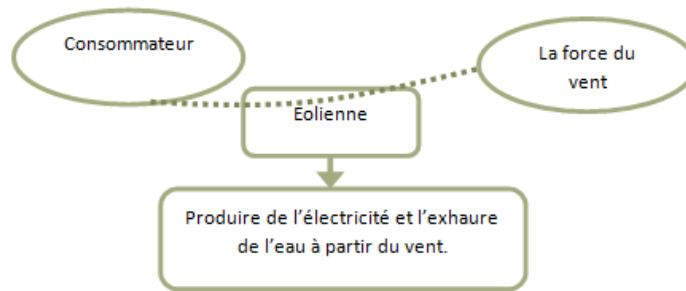 Consommateur
La force du
vent
Eolienne
Produire de l'électricité et l'exhaure
de l'eau à partir du vent.